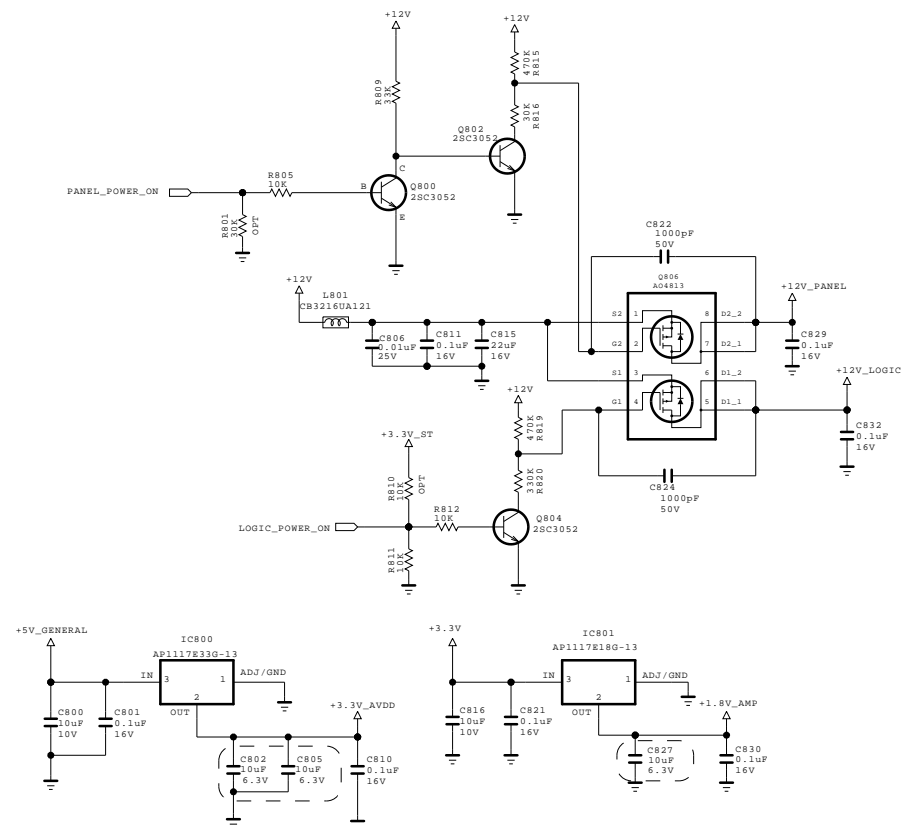 +12V
+12V
R809
33K
470K
R815
30K
R816
Q802
2SC3052
C
B
E
Q800
2SC3052
PANEL_POWER_ON
R805
10K
R801
30K
OPT
C822
1000pF
50V
Q806
AO4813
+12V
L801
CB3216UA121
C806
0.01uF
25V
C811
0.1uF
16V
C815
22uF
16V
S2
1
G2
2
S1
3
G1
4
8
D2_2
7
D2_1
6
D1_2
5
D1_1
+12V_PANEL
C829
0.1uF
16V
+12V_LOGIC
C832
0.1uF
16V
+12V
470K
R819
330K
R820
C824
1000pF
50V
+3.3V_ST
R810
10K
OPT
LOGIC_POWER_ON
R812
10K
R811
10K
Q804
2SC3052
+5V_GENERAL
IC800
AP1117E33G-13
IN
3
1
ADJ/GND
2
OUT
C800
10uF
10V
C801
0.1uF
16V
+3.3V_AVDD
C802
10uF
6.3V
C805
10uF
6.3V
C810
0.1uF
16V
+3.3V
IC801
AP1117E18G-13
IN
3
1
ADJ/GND
2
OUT
C816
10uF
10V
C821
0.1uF
16V
+1.8V_AMP
C827
10uF
6.3V
C830
0.1uF
16V